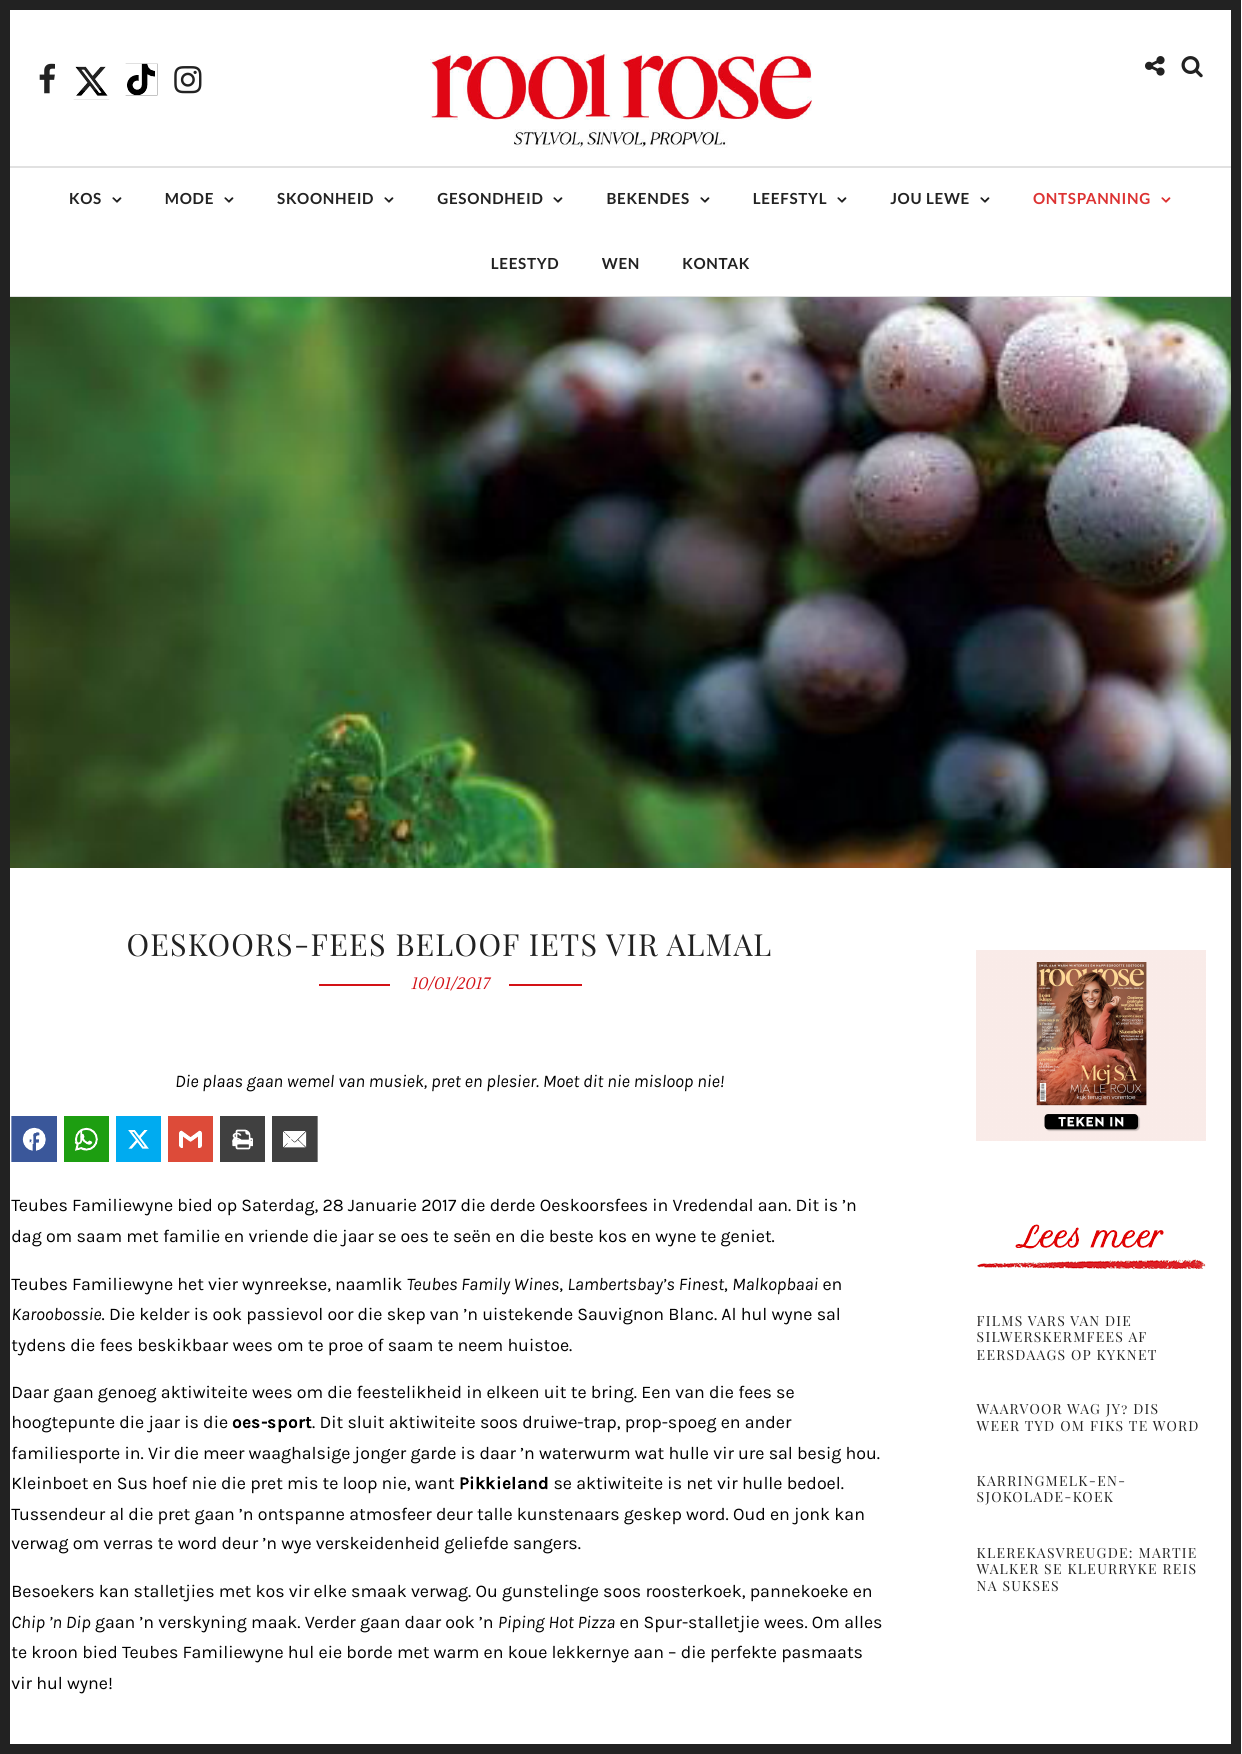 rooi rose
STYLVOL, SINVOL, PROPVOL.
KOS MODE SKOONHEID GESONDHEID BEKENDES LEEFSTYL JOU LEWE ONTSPANNING
LEESTYD WEN KONTAK
OESKOORS-FEES BELOOF IETS VIR ALMAL
10/01/2017
Die plaas gaan wemel van musiek, pret en plesier. Moet dit nie misloop nie!
Teubes Familiewyne bied op Saterdag, 28 Januarie 2017 die derde Oeskoorsfees in Vredendal aan. Dit is ’n
dag om saam met familie en vriende die jaar se oes te seën en die beste kos en wyne te geniet.
Teubes Familiewyne het vier wynreekse, naamlik Teubes Family Wines, Lambertsbay’s Finest, Malkopbaai en
Karoobossie. Die kelder is ook passievol oor die skep van ’n uistekende Sauvignon Blanc. Al hul wyne sal
tydens die fees beskikbaar wees om te proe of saam te neem huistoe.
Daar gaan genoeg aktiwiteite wees om die feestelikheid in elkeen uit te bring. Een van die fees se
hoogtepunte die jaar is die oes-sport. Dit sluit aktiwiteite soos druiwe-trap, prop-spoeg en ander
familiesporte in. Vir die meer waaghalsige jonger garde is daar ’n waterwurm wat hulle vir ure sal besig hou.
Kleinboet en Sus hoef nie die pret mis te loop nie, want Pikkieland se aktiwiteite is net vir hulle bedoel.
Tussendeur al die pret gaan ’n ontspanne atmosfeer deur talle kunstenaars geskep word. Oud en jonk kan
verwag om verras te word deur ’n wye verskeidenheid geliefde sangers.
Besoekers kan stalletjies met kos vir elke smaak verwag. Ou gunstelinge soos roosterkoek, pannekoeke en
Chip ’n Dip gaan ’n verskyning maak. Verder gaan daar ook ’n Piping Hot Pizza en Spur-stalletjie wees. Om alles
te kroon bied Teubes Familiewyne hul eie borde met warm en koue lekkernye aan – die perfekte pasmaats
vir hul wyne!
rooi rose
Mej SA
MIA LE ROUX
TEKEN IN
Lees meer
FILMS VARS VAN DIE
SILWERSKERMFEES AF
EERSDAAGS OP KYKNET
WAARVOOR WAG JY? DIS
WEER TYD OM FIKS TE WORD
KARRINGMELK-EN-
SJOKOLADE-KOEK
KLEREKASVREUGDE: MARTIE
WALKER SE KLEURRYKE REIS
NA SUKSES